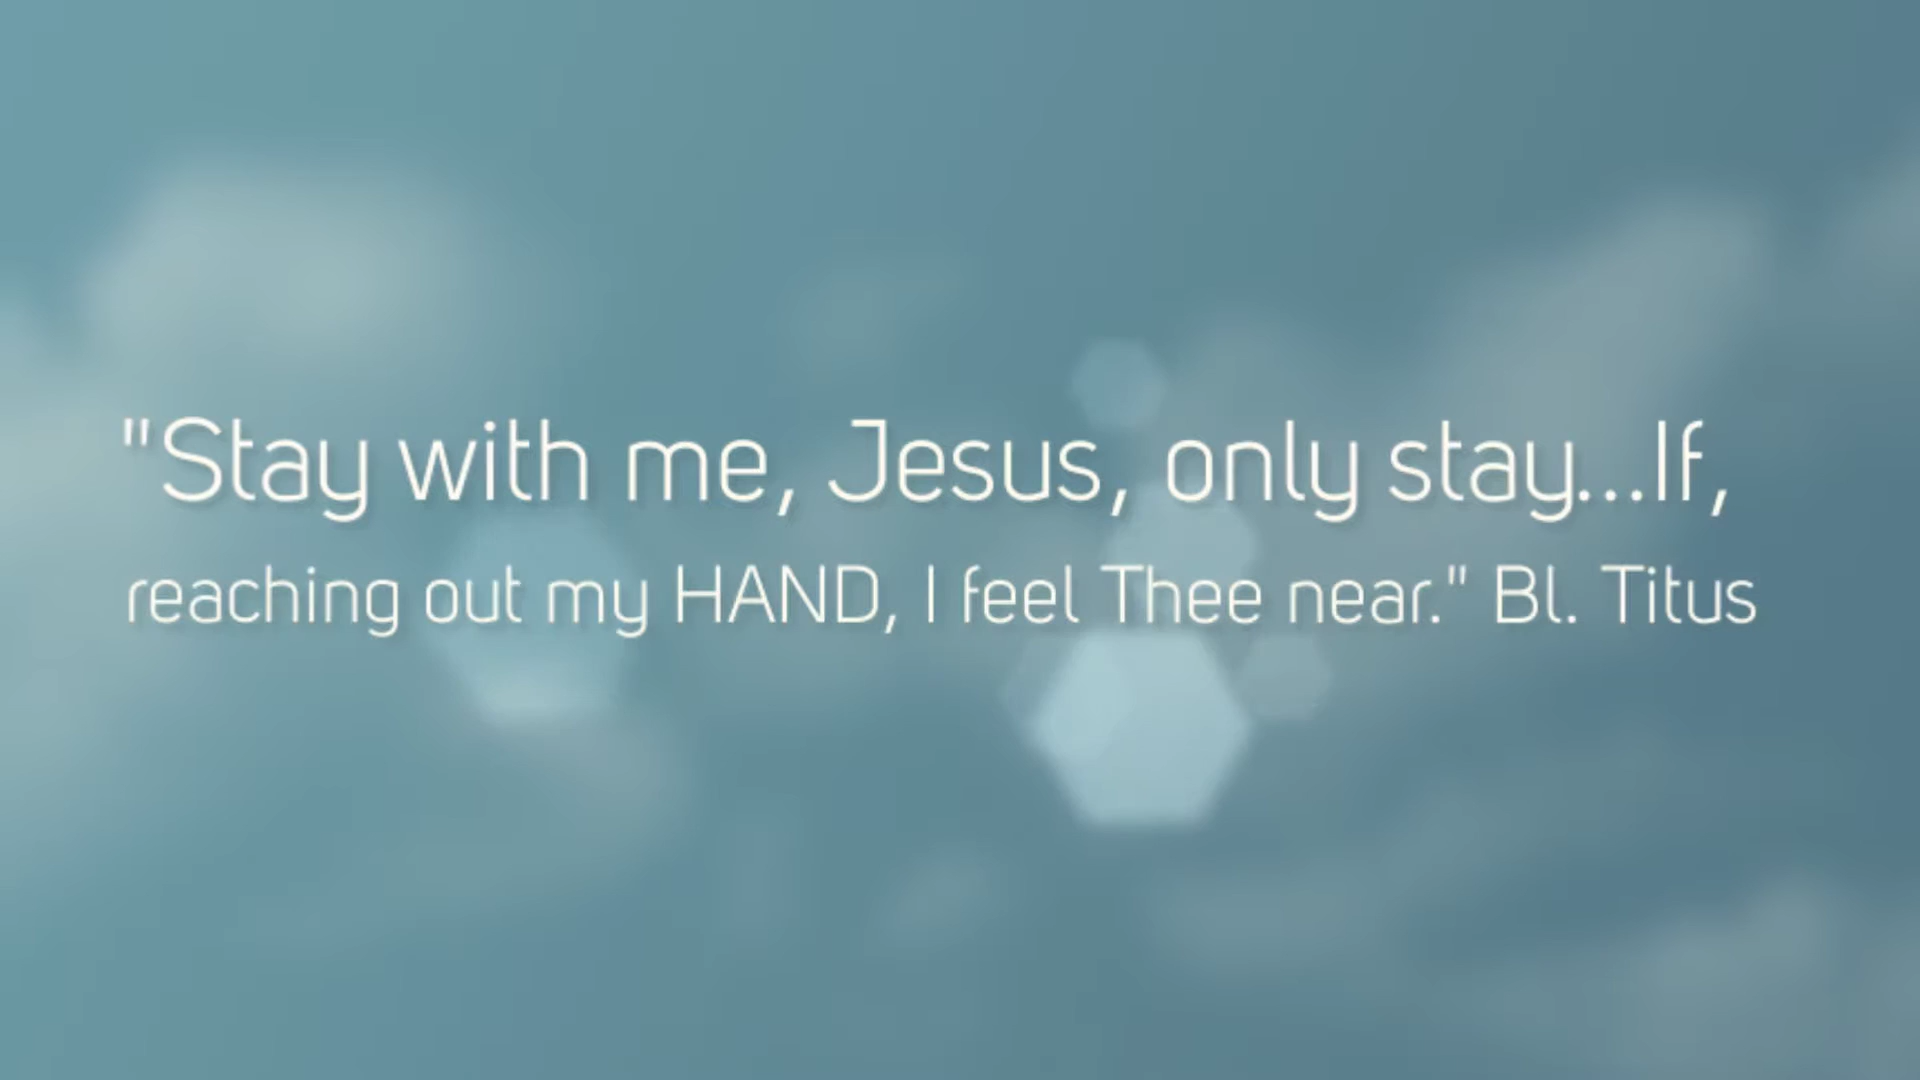 "Stay with me, Jesus, only stay...If,
reaching out my HAND, I feel Thee near." Bl. Titus